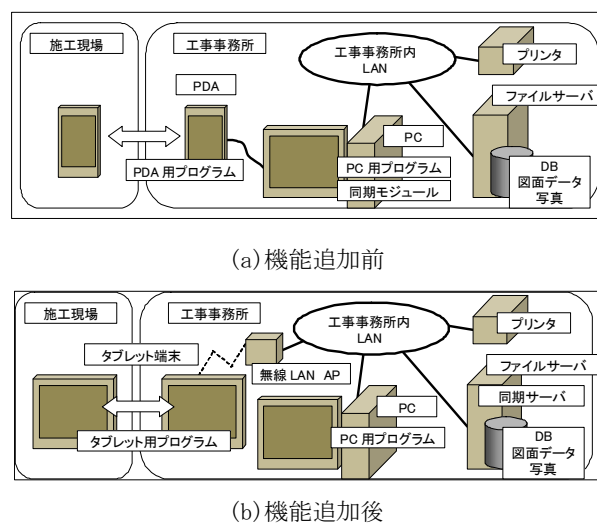 施工現場
工事事務所
工事事務所内
LAN
プリンタ
PDA
ファイルサーバ
PC
PDA 用プログラム
PC 用プログラム
同期モジュール
DB
図面データ
写真
(a)機能追加前
施工現場
工事事務所
工事事務所内
LAN
プリンタ
タブレット端末
無線 LAN AP
ファイルサーバ
同期サーバ
PC
タブレット用プログラム
PC 用プログラム
DB
図面データ
写真
(b)機能追加後